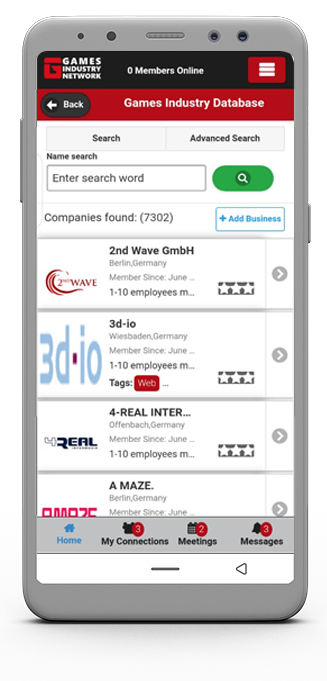 GAMES
INDUSTRY
NETWORK
0 Members Online
Back
Games Industry Database
Search
Advanced Search
Name search
Enter search word
Companies found: (7302)
+ Add Business
2nd Wave GmbH
Berlin,Germany
Member Since: June ...
1-10 employees m...
2ND WAVE
3d-io
Wiesbaden,Germany
Member Since: June ...
1-10 employees m...
Tags: Web ...
3d-io
4-REAL INTER...
Offenbach,Germany
Member Since: June ...
1-10 employees m...
4REAL
A MAZE.
Berlin,Germany
Member Since: June ...
AMAZE
Home
My Connections
3
Meetings
2
Messages
3